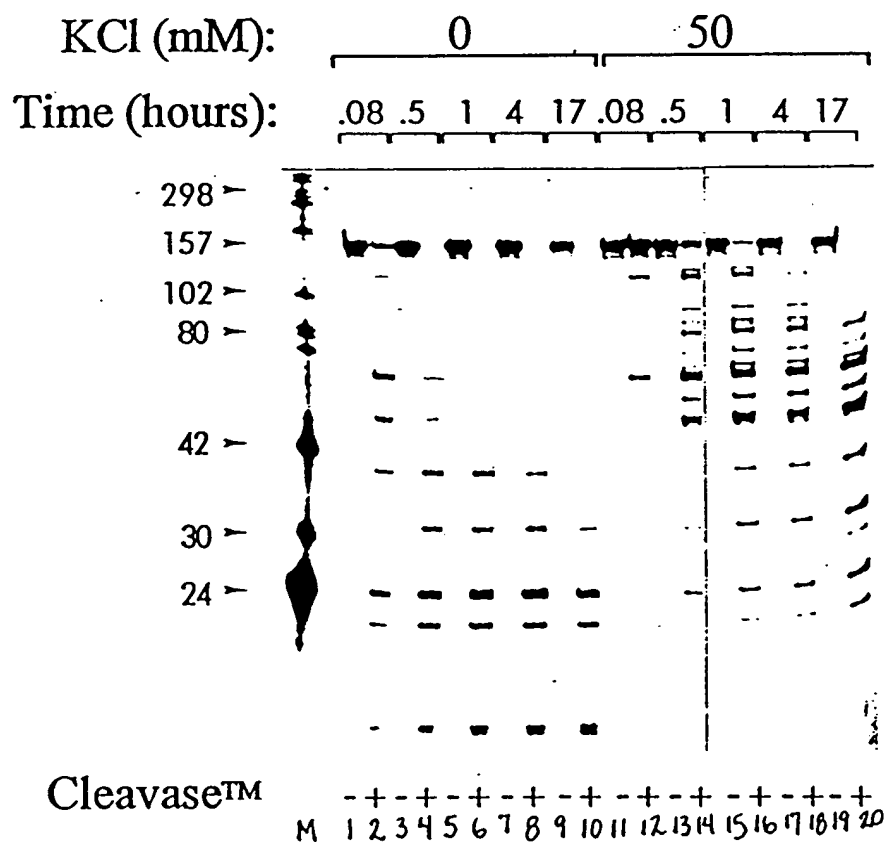 KCl (mM): 0 50
Time (hours): .08 .5 1 4 17 .08 .5 1 4 17
298
157
102
80
42
30
24
Cleavase™ - + - + - + - + - + - + - + - + - + - +
M 1 2 3 4 5 6 7 8 9 10 11 12 13 14 15 16 17 18 19 20